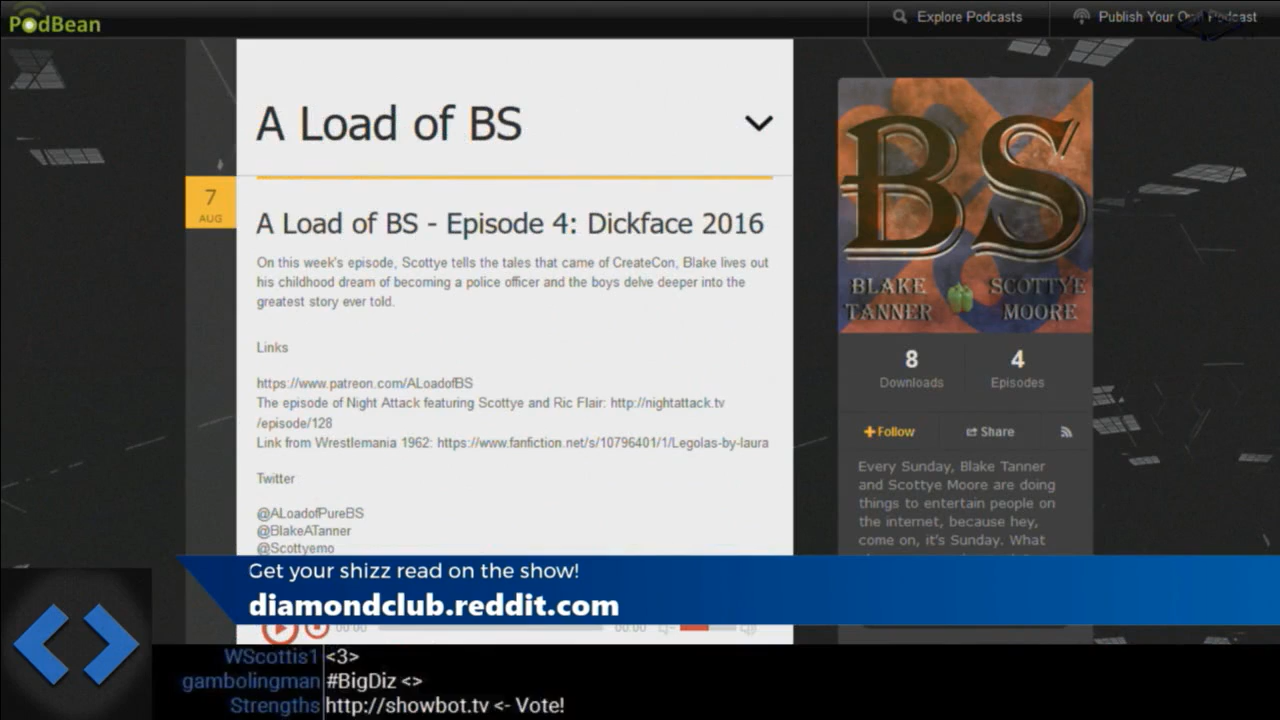 PodBean
Explore Podcasts
Publish Your Own Podcast
A Load of BS
7
AUG
A Load of BS - Episode 4: Dickface 2016
On this week's episode, Scottye tells the tales that came of CreateCon, Blake lives out
his childhood dream of becoming a police officer and the boys delve deeper into the
greatest story ever told.
Links
https://www.patreon.com/ALoadofBS
The episode of Night Attack featuring Scottye and Ric Flair: http://nightattack.tv
/episode/128
Link from Wrestlemania 1962: https://www.fanfiction.net/s/10796401/1/Legolas-by-laura
Twitter
@ALoadofPureBS
@BlakeATanner
@Scottyemo
00:00
00:00
BS
BLAKE
TANNER
SCOTTYE
MOORE
8
Downloads
4
Episodes
Follow
Share
Every Sunday, Blake Tanner
and Scottye Moore are doing
things to entertain people on
the internet, because hey,
come on, it's Sunday. What
Get your shizz read on the show!
diamondclub.reddit.com
WScottis1 <3>
gambolingman #BigDiz <>
Strengths http://showbot.tv <- Vote!